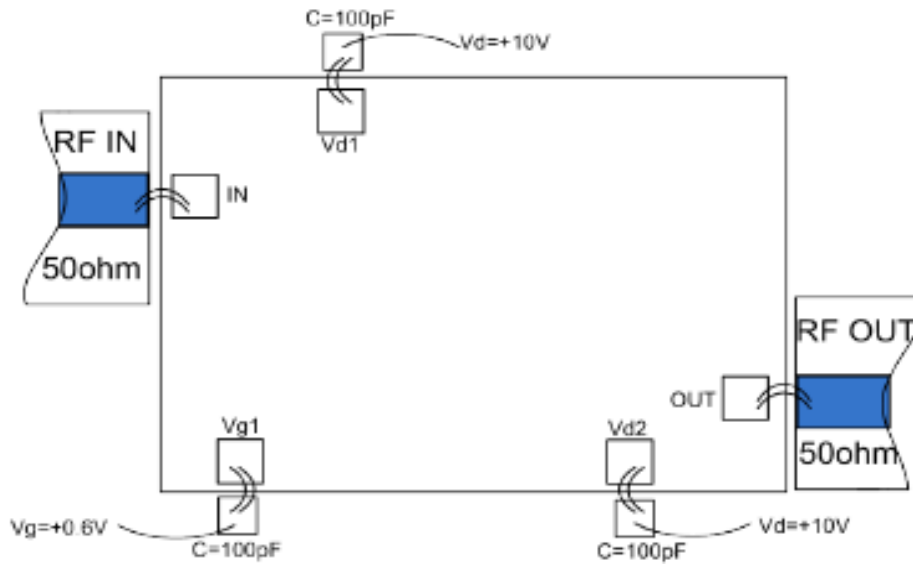 C=100pF
Vd=+10V
Vd1
RF IN
IN
50ohm
RF OUT
OUT
50ohm
Vg1
Vd2
Vg=+0.6V
C=100pF
C=100pF
Vd=+10V